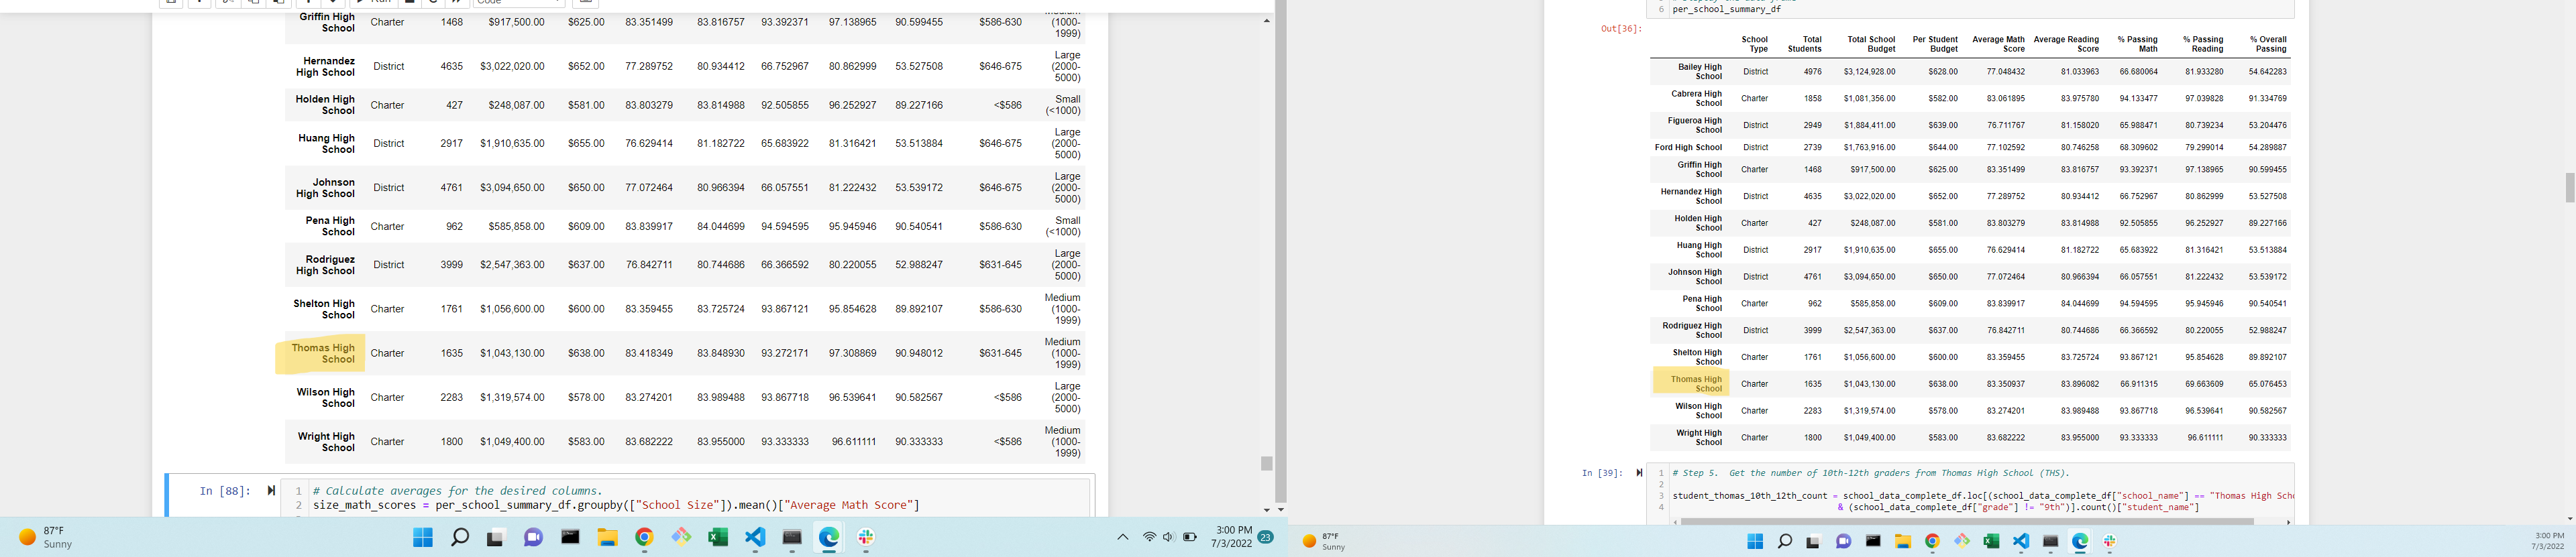 Code
Griffin High School Charter 1468 $917,500.00 $625.00 83.351499 83.816757 93.392371 97.138965 90.599455 $586-630 Medium (1000-1999)
Hernandez High School District 4635 $3,022,020.00 $652.00 77.289752 80.934412 66.752967 80.862999 53.527508 $646-675 Large (2000-5000)
Holden High School Charter 427 $248,087.00 $581.00 83.803279 83.814988 92.505855 96.252927 89.227166 <$586 Small (<1000)
Huang High School District 2917 $1,910,635.00 $655.00 76.629414 81.182722 65.683922 81.316421 53.513884 $646-675 Large (2000-5000)
Johnson High School District 4761 $3,094,650.00 $650.00 77.072464 80.966394 66.057551 81.222432 53.539172 $646-675 Large (2000-5000)
Pena High School Charter 962 $585,858.00 $609.00 83.839917 84.044699 94.594595 95.945946 90.540541 $586-630 Small (<1000)
Rodriguez High School District 3999 $2,547,363.00 $637.00 76.842711 80.744686 66.366592 80.220055 52.988247 $631-645 Large (2000-5000)
Shelton High School Charter 1761 $1,056,600.00 $600.00 83.359455 83.725724 93.867121 95.854628 89.892107 $586-630 Medium (1000-1999)
Thomas High School Charter 1635 $1,043,130.00 $638.00 83.418349 83.848930 93.272171 97.308869 90.948012 $631-645 Medium (1000-1999)
Wilson High School Charter 2283 $1,319,574.00 $578.00 83.274201 83.989488 93.867718 96.539641 90.582567 <$586 Large (2000-5000)
Wright High School Charter 1800 $1,049,400.00 $583.00 83.682222 83.955000 93.333333 96.611111 90.333333 <$586 Medium (1000-1999)
In [88]:
1 # Calculate averages for the desired columns.
2 size_math_scores = per_school_summary_df.groupby(["School Size"]).mean()["Average Math Score"]
87°F
Sunny
3:00 PM
7/3/2022
23
6 per_school_summary_df
Out[36]:
School Type Total Students Total School Budget Per Student Budget Average Math Score Average Reading Score % Passing Math % Passing Reading % Overall Passing
Bailey High School District 4976 $3,124,928.00 $628.00 77.048432 81.033963 66.680064 81.933280 54.642283
Cabrera High School Charter 1858 $1,081,356.00 $582.00 83.061895 83.975780 94.133477 97.039828 91.334769
Figueroa High School District 2949 $1,884,411.00 $639.00 76.711767 81.158020 65.988471 80.739234 53.204476
Ford High School District 2739 $1,763,916.00 $644.00 77.102592 80.746258 68.309602 79.299014 54.289887
Griffin High School Charter 1468 $917,500.00 $625.00 83.351499 83.816757 93.392371 97.138965 90.599455
Hernandez High School District 4635 $3,022,020.00 $652.00 77.289752 80.934412 66.752967 80.862999 53.527508
Holden High School Charter 427 $248,087.00 $581.00 83.803279 83.814988 92.505855 96.252927 89.227166
Huang High School District 2917 $1,910,635.00 $655.00 76.629414 81.182722 65.683922 81.316421 53.513884
Johnson High School District 4761 $3,094,650.00 $650.00 77.072464 80.966394 66.057551 81.222432 53.539172
Pena High School Charter 962 $585,858.00 $609.00 83.839917 84.044699 94.594595 95.945946 90.540541
Rodriguez High School District 3999 $2,547,363.00 $637.00 76.842711 80.744686 66.366592 80.220055 52.988247
Shelton High School Charter 1761 $1,056,600.00 $600.00 83.359455 83.725724 93.867121 95.854628 89.892107
Thomas High School Charter 1635 $1,043,130.00 $638.00 83.350937 83.896082 66.911315 69.663609 65.076453
Wilson High School Charter 2283 $1,319,574.00 $578.00 83.274201 83.989488 93.867718 96.539641 90.582567
Wright High School Charter 1800 $1,049,400.00 $583.00 83.682222 83.955000 93.333333 96.611111 90.333333
In [39]:
1 # Step 5. Get the number of 10th-12th graders from Thomas High School (THS).
2
3 student_thomas_10th_12th_count = school_data_complete_df.loc[(school_data_complete_df["school_name"] == "Thomas High Scho
4 & (school_data_complete_df["grade"] != "9th")].count()["student_name"]
87°F
Sunny
3:00 PM
7/3/2022